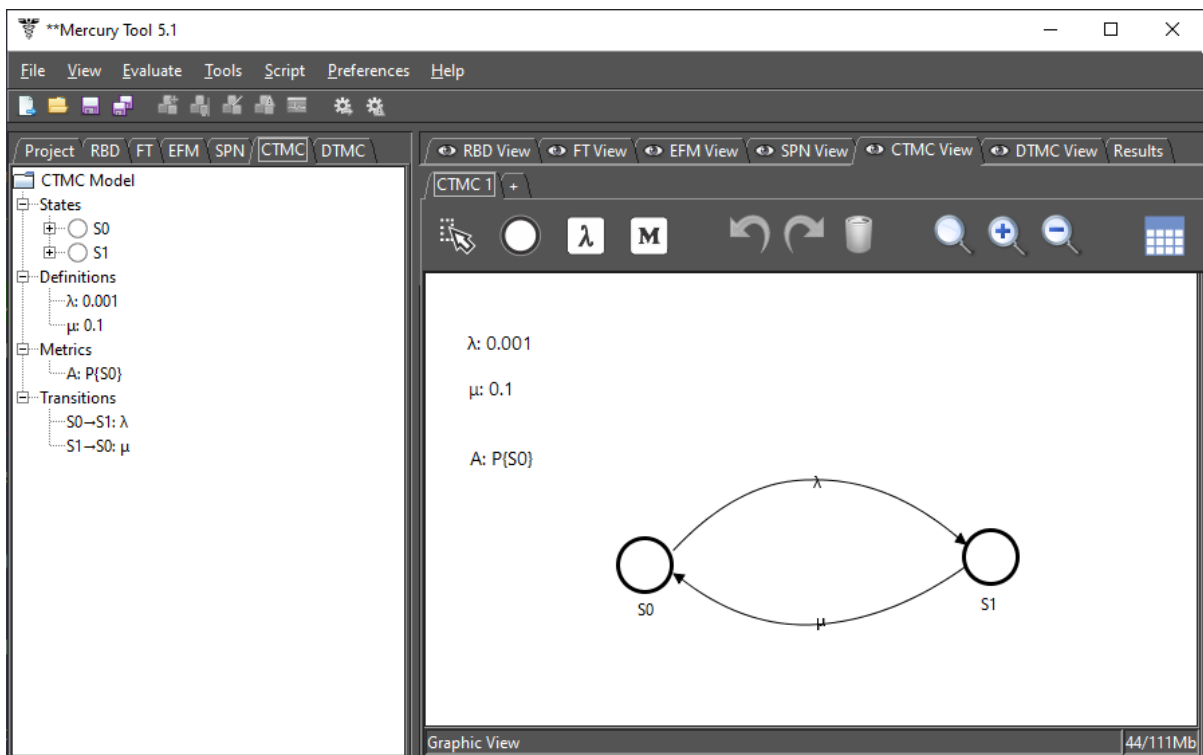 **Mercury Tool 5.1
File View Evaluate Tools Script Preferences Help
Project RBD FT EFM SPN CTMC DTMC
CTMC Model
States
S0
S1
Definitions
λ: 0.001
μ: 0.1
Metrics
A: P{S0}
Transitions
S0→S1: λ
S1→S0: μ
RBD View FT View EFM View SPN View CTMC View DTMC View Results
CTMC 1 +
λ M
λ: 0.001
μ: 0.1
A: P{S0}
λ
S0
S1
μ
Graphic View 44/111Mb